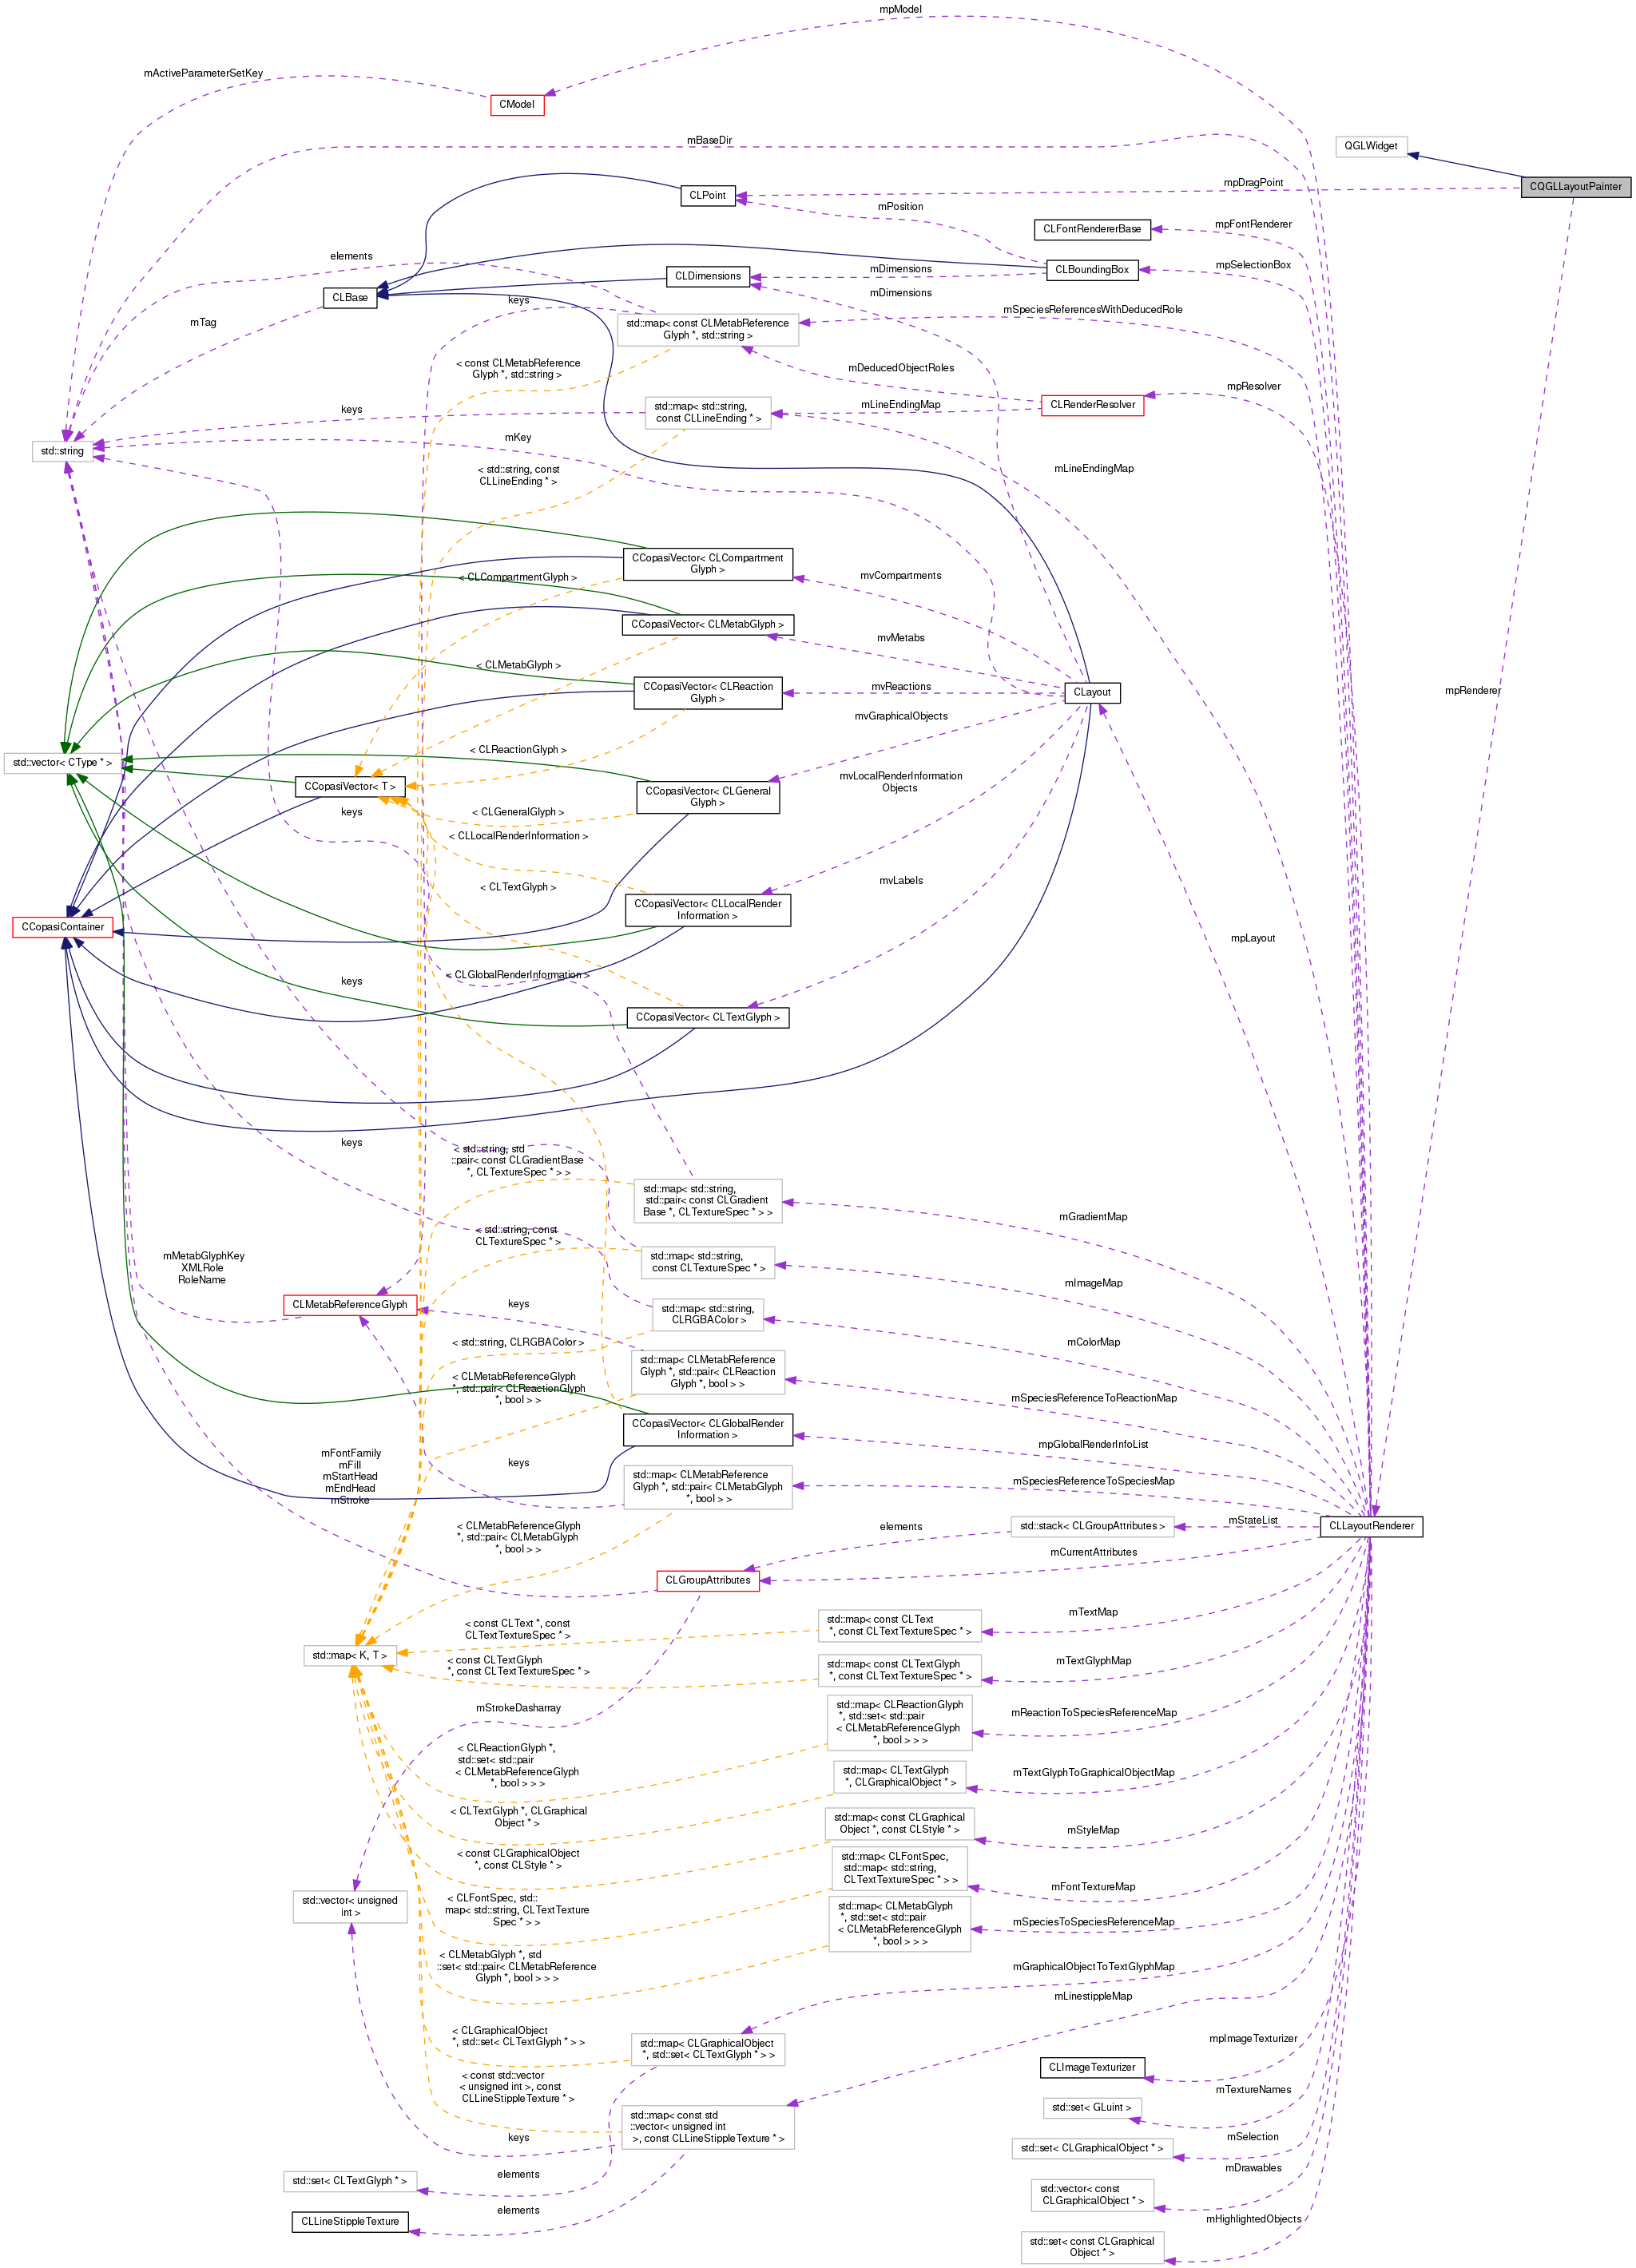 mpModel
mActiveParameterSetKey
CModel
mBaseDir
QGLWidget
CQGLLayoutPainter
mpDragPoint
CLPoint
mPosition
mpFontRenderer
CLFontRendererBase
elements
mDimensions
mpSelectionBox
CLBoundingBox
CLDimensions
CLBase
mDimensions
keys
mSpeciesReferencesWithDeducedRole
mTag
std::map< const CLMetabReference
Glyph *, std::string >
< const CLMetabReference
Glyph *, std::string >
mDeducedObjectRoles
mpResolver
CLRenderResolver
mLineEndingMap
keys
std::map< std::string,
const CLLineEnding * >
mKey
std::string
< std::string, const
CLLineEnding * >
mLineEndingMap
CCopasiVector< CLCompartment
Glyph >
< CLCompartmentGlyph >
mvCompartments
CCopasiVector< CLMetabGlyph >
mvMetabs
< CLMetabGlyph >
CCopasiVector< CLReaction
Glyph >
mvReactions
CLayout
mpRenderer
mvGraphicalObjects
< CLReactionGlyph >
std::vector< CType * >
CCopasiVector< T >
CCopasiVector< CLGeneral
Glyph >
mvLocalRenderInformation
Objects
keys
< CLGeneralGlyph >
< CLLocalRenderInformation >
mvLabels
< CLTextGlyph >
CCopasiVector< CLLocalRender
Information >
CCopasiContainer
mpLayout
keys
< CLGlobalRenderInformation >
CCopasiVector< CLTextGlyph >
keys
< std::string, std
::pair< const CLGradientBase
*, CLTextureSpec * > >
std::map< std::string,
std::pair< const CLGradient
Base *, CLTextureSpec * > >
mGradientMap
< std::string, const
CLTextureSpec * >
std::map< std::string,
const CLTextureSpec * >
mImageMap
mMetabGlyphKey
XMLRole
RoleName
CLMetabReferenceGlyph
keys
std::map< std::string,
CLRGBAColor >
mColorMap
< std::string, CLRGBAColor >
std::map< CLMetabReference
Glyph *, std::pair< CLReaction
Glyph *, bool > >
< CLMetabReferenceGlyph
*, std::pair< CLReactionGlyph
*, bool > >
mSpeciesReferenceToReactionMap
CCopasiVector< CLGlobalRender
Information >
mpGlobalRenderInfoList
mFontFamily
mFill
mStartHead
mEndHead
mStroke
keys
std::map< CLMetabReference
Glyph *, std::pair< CLMetabGlyph
*, bool > >
mSpeciesReferenceToSpeciesMap
< CLMetabReferenceGlyph
*, std::pair< CLMetabGlyph
*, bool > >
elements
std::stack< CLGroupAttributes >
mStateList
CLLayoutRenderer
mCurrentAttributes
CLGroupAttributes
< const CLText *, const
CLTextTextureSpec * >
std::map< const CLText
*, const CLTextTextureSpec * >
mTextMap
std::map< K, T >
< const CLTextGlyph
*, const CLTextTextureSpec * >
std::map< const CLTextGlyph
*, const CLTextTextureSpec * >
mTextGlyphMap
mStrokeDasharray
std::map< CLReactionGlyph
*, std::set< std::pair
< CLMetabReferenceGlyph
*, bool > > >
mReactionToSpeciesReferenceMap
< CLReactionGlyph *,
std::set< std::pair
< CLMetabReferenceGlyph
*, bool > > >
std::map< CLTextGlyph
*, CLGraphicalObject * >
mTextGlyphToGraphicalObjectMap
< CLTextGlyph *, CLGraphical
Object * >
std::map< const CLGraphical
Object *, const CLStyle * >
mStyleMap
< const CLGraphicalObject
*, const CLStyle * >
std::map< CLFontSpec,
std::map< std::string,
CLTextTextureSpec * > >
mFontTextureMap
std::vector< unsigned
int >
< CLFontSpec, std::
map< std::string, CLTextTexture
Spec * > >
std::map< CLMetabGlyph
*, std::set< std::pair
< CLMetabReferenceGlyph
*, bool > > >
mSpeciesToSpeciesReferenceMap
< CLMetabGlyph *, std
::set< std::pair< CLMetabReference
Glyph *, bool > > >
mGraphicalObjectToTextGlyphMap
mLinestippleMap
< CLGraphicalObject
*, std::set< CLTextGlyph * > >
std::map< CLGraphicalObject
*, std::set< CLTextGlyph * > >
mpImageTexturizer
CLImageTexturizer
< const std::vector
< unsigned int >, const
CLLineStippleTexture * >
mTextureNames
std::set< GLuint >
std::map< const std
::vector< unsigned int
>, const CLLineStippleTexture * >
keys
mSelection
std::set< CLGraphicalObject * >
elements
std::set< CLTextGlyph * >
mDrawables
std::vector< const
CLGraphicalObject * >
elements
CLLineStippleTexture
mHighlightedObjects
std::set< const CLGraphical
Object * >